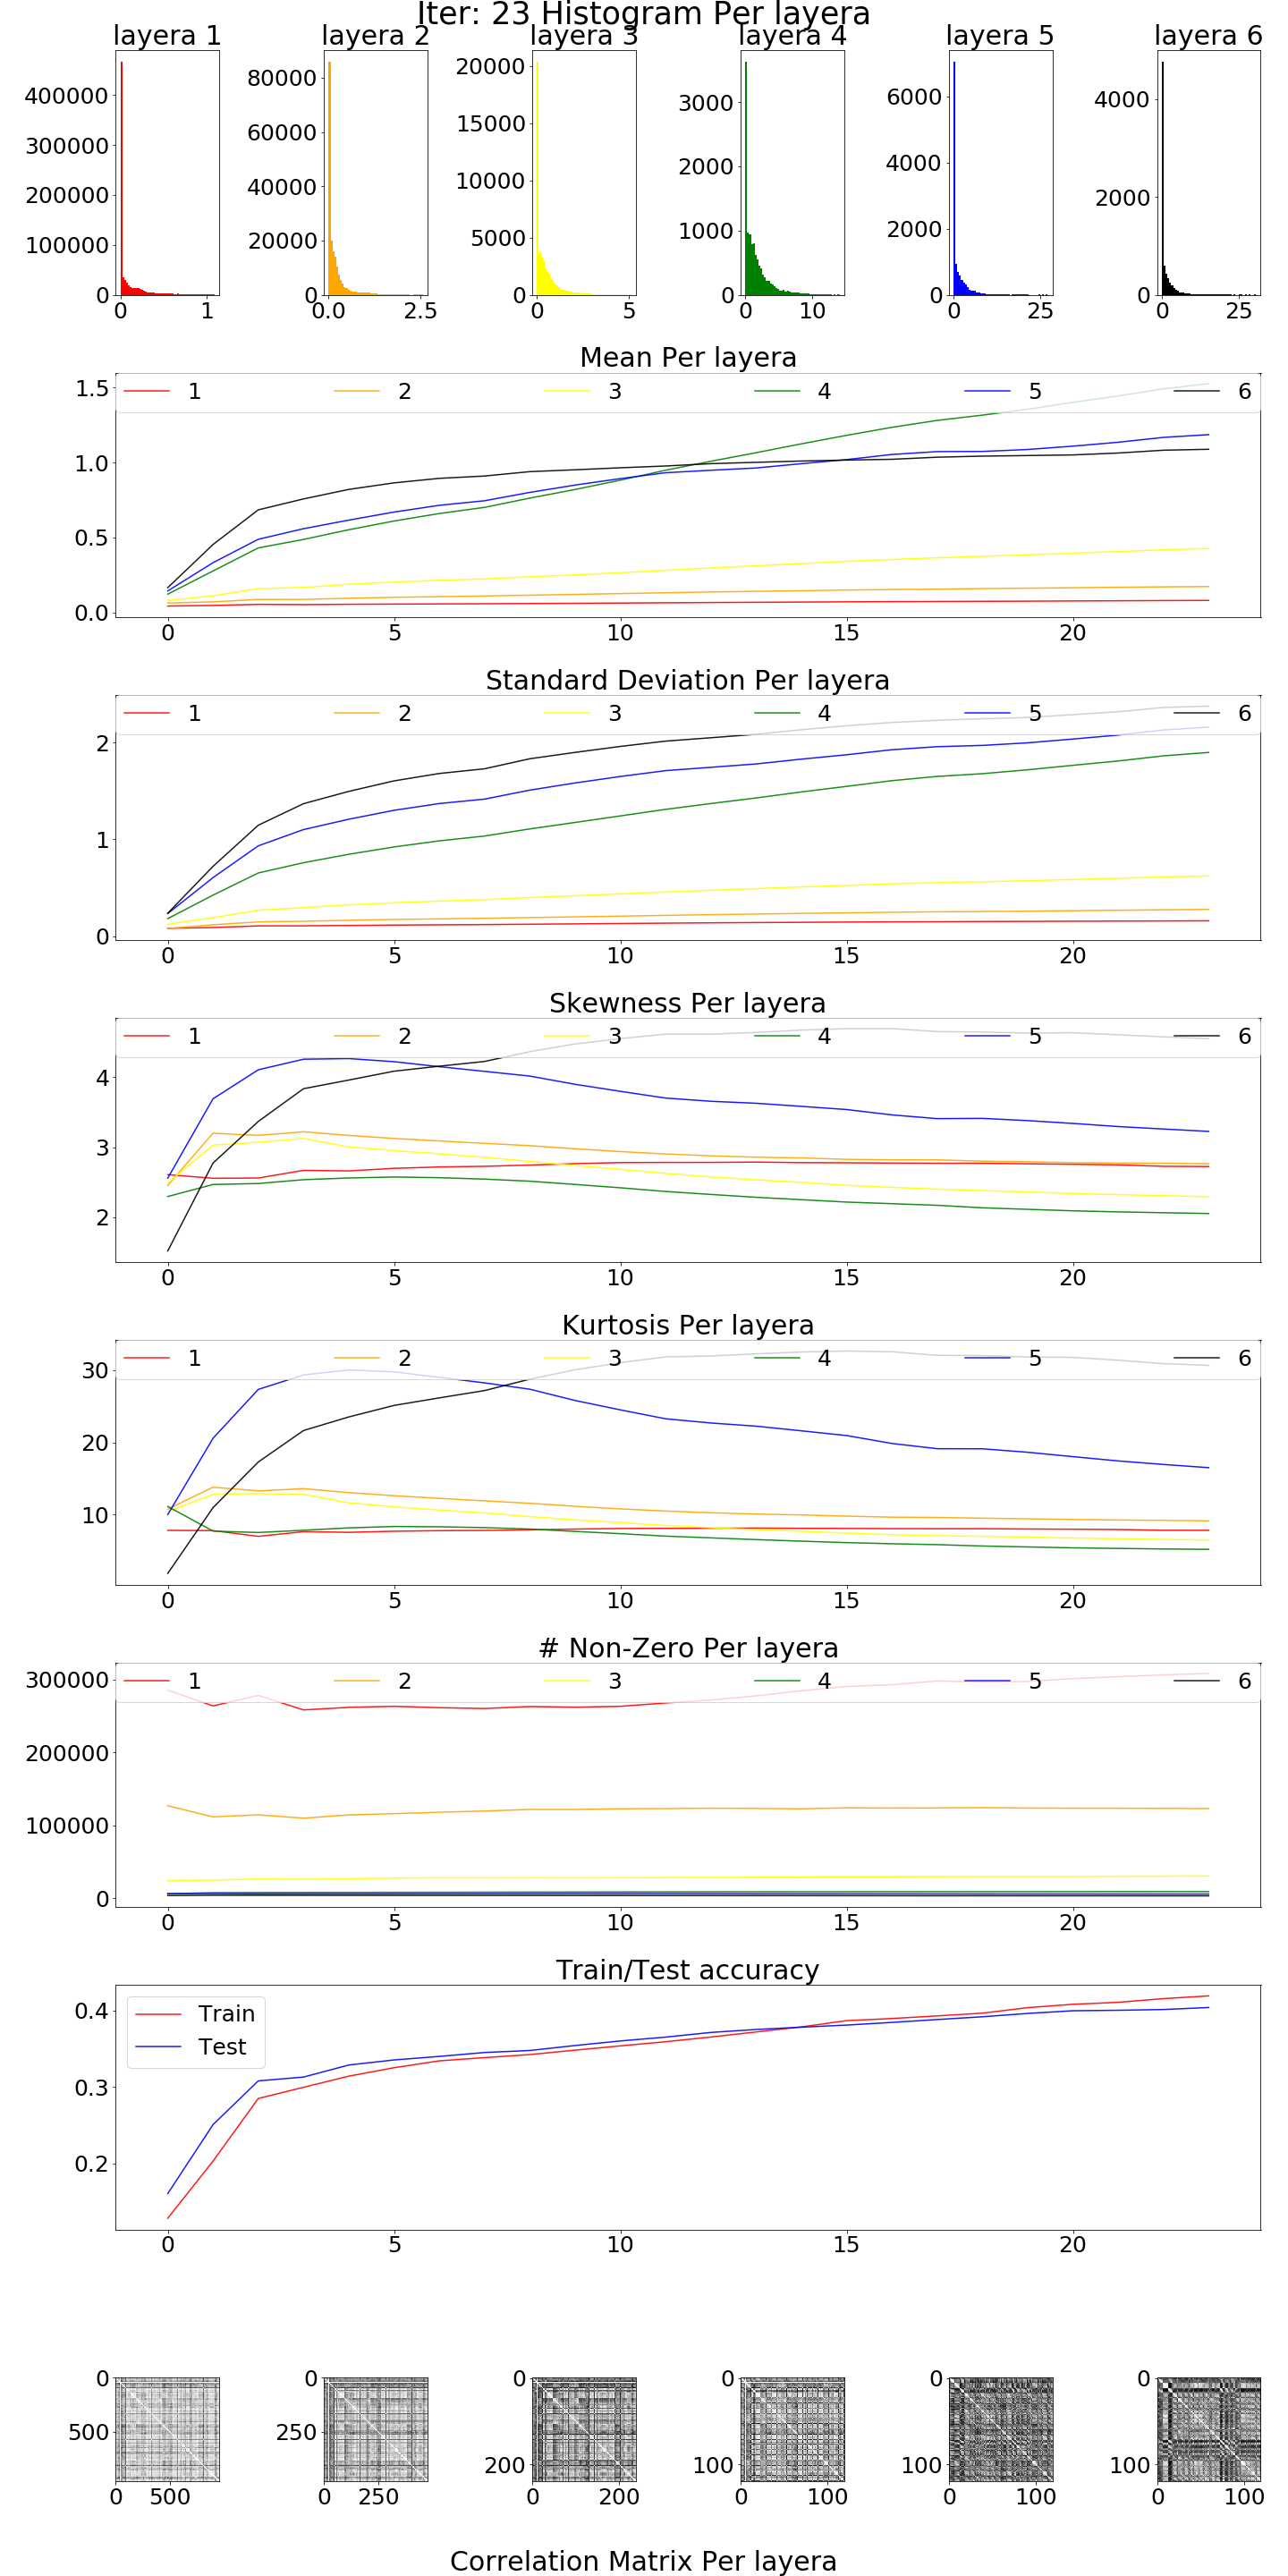 Iter: 23 Histogram Per layera
layera 1 layera 2 layera 3 layera 4 layera 5 layera 6
400000 300000 200000 100000 0
0 1
80000 60000 40000 20000 0
0.0 2.5
20000 15000 10000 5000 0
0 5
3000 2000 1000 0
0 10
6000 4000 2000 0
0 25
4000 2000 0
0 25
Mean Per layera
1 2 3 4 5 6
1.5
1.0
0.5
0.0
0 5 10 15 20
Standard Deviation Per layera
1 2 3 4 5 6
2
1
0
0 5 10 15 20
Skewness Per layera
1 2 3 4 5 6
4
3
2
0 5 10 15 20
Kurtosis Per layera
1 2 3 4 5 6
30
20
10
0 5 10 15 20
# Non-Zero Per layera
1 2 3 4 5 6
300000
200000
100000
0
0 5 10 15 20
Train/Test accuracy
Train
Test
0.4
0.3
0.2
0 5 10 15 20
0 0 0 0 0 0
500 250 200 100 100 100
0 500 0 250 0 200 0 100 0 100 0 100
Correlation Matrix Per layera